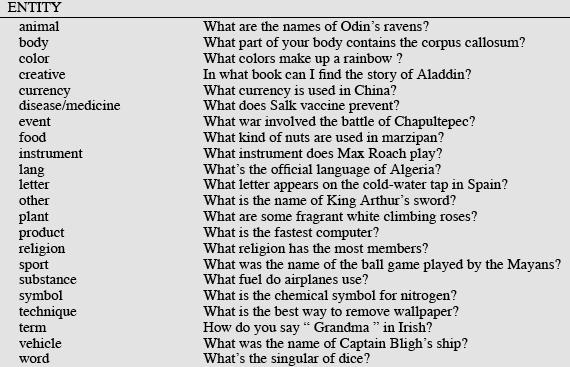 ENTITY
animal What are the names of Odin’s ravens?
body What part of your body contains the corpus callosum?
color What colors make up a rainbow ?
creative In what book can I find the story of Aladdin?
currency What currency is used in China?
disease/medicine What does Salk vaccine prevent?
event What war involved the battle of Chapultepec?
food What kind of nuts are used in marzipan?
instrument What instrument does Max Roach play?
lang What’s the official language of Algeria?
letter What letter appears on the cold-water tap in Spain?
other What is the name of King Arthur’s sword?
plant What are some fragrant white climbing roses?
product What is the fastest computer?
religion What religion has the most members?
sport What was the name of the ball game played by the Mayans?
substance What fuel do airplanes use?
symbol What is the chemical symbol for nitrogen?
technique What is the best way to remove wallpaper?
term How do you say “ Grandma ” in Irish?
vehicle What was the name of Captain Bligh’s ship?
word What’s the singular of dice?